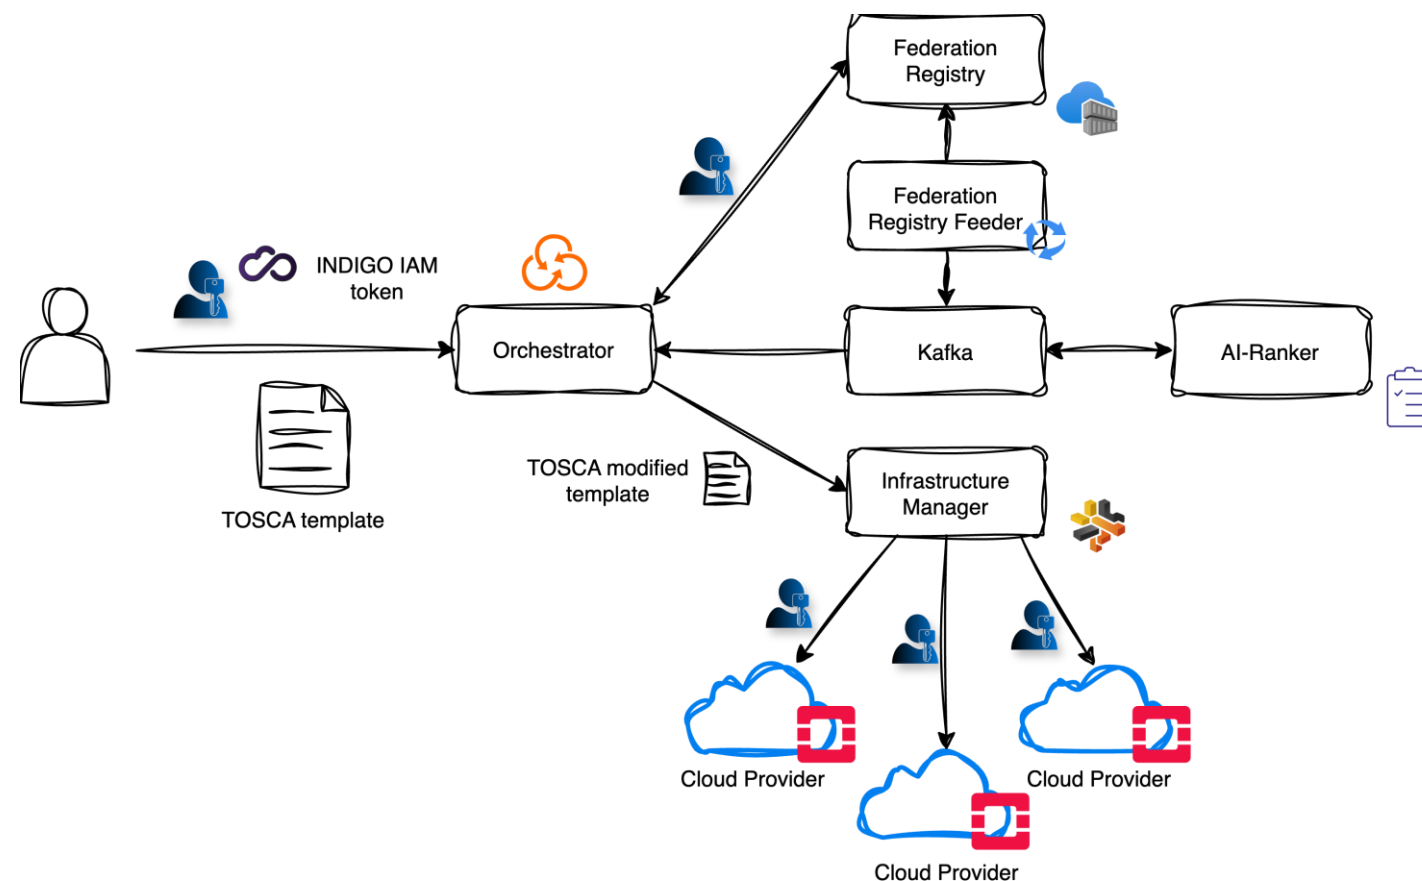 Federation
Registry
Federation
Registry Feeder
INDIGO IAM
token
Orchestrator
Kafka
AI-Ranker
TOSCA template
TOSCA modified
template
Infrastructure
Manager
Cloud Provider
Cloud Provider
Cloud Provider